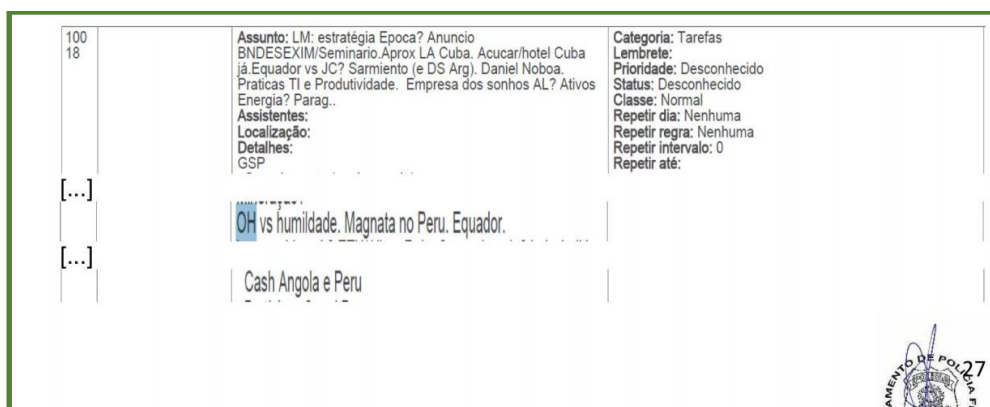 100
18
Assunto: LM: estratégia Epoca? Anuncio
BNDESEXIM/Seminario.Aprox LA Cuba. Acucar/hotel Cuba
já.Equador vs JC? Sarmiento (e DS Arg). Daniel Noboa.
Praticas TI e Produtividade. Empresa dos sonhos AL? Ativos
Energia? Parag..
Assistentes:
Localização:
Detalhes:
GSP
Categoria: Tarefas
Lembrete:
Prioridade: Desconhecido
Status: Desconhecido
Classe: Normal
Repetir dia: Nenhuma
Repetir regra: Nenhuma
Repetir intervalo: 0
Repetir até:
[...]
OH vs humildade. Magnata no Peru. Equador.
[...]
Cash Angola e Peru
27